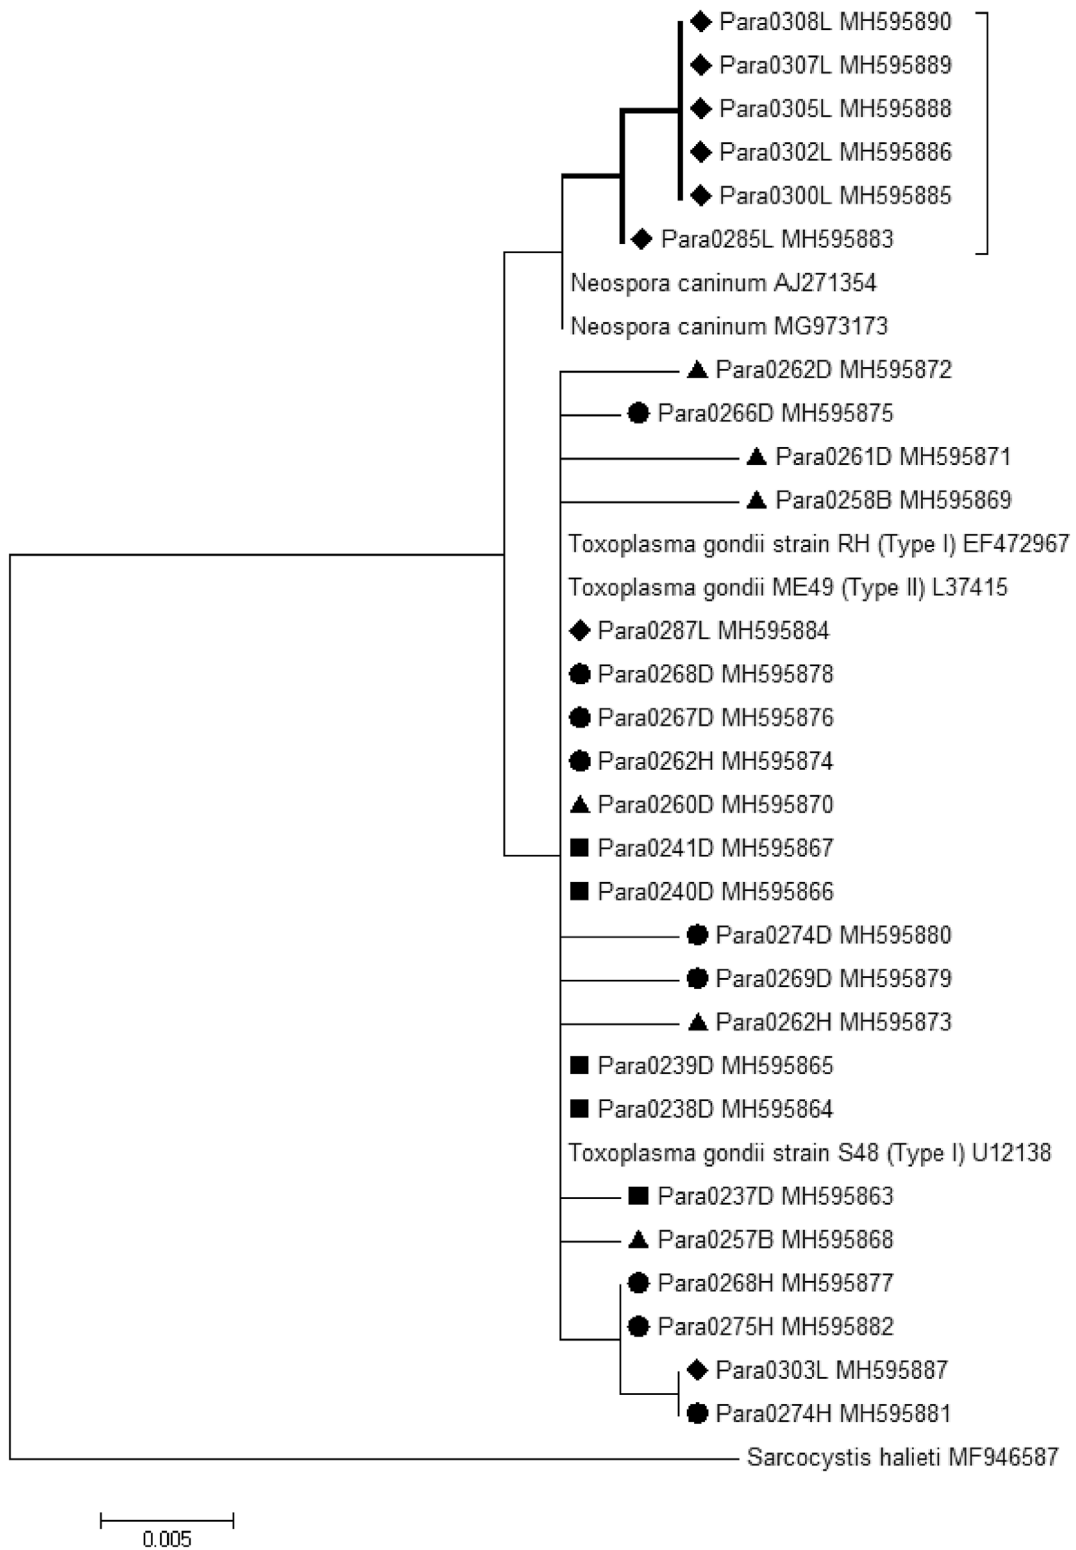 Para0308L MH595890
Para0307L MH595889
Para0305L MH595888
Para0302L MH595886
Para0300L MH595885
Para0285L MH595883
Neospora caninum AJ271354
Neospora caninum MG973173
Para0262D MH595872
Para0266D MH595875
Para0261D MH595871
Para0258B MH595869
Toxoplasma gondii strain RH (Type I) EF472967
Toxoplasma gondii ME49 (Type II) L37415
Para0287L MH595884
Para0268D MH595878
Para0267D MH595876
Para0262H MH595874
Para0260D MH595870
Para0241D MH595867
Para0240D MH595866
Para0274D MH595880
Para0269D MH595879
Para0262H MH595873
Para0239D MH595865
Para0238D MH595864
Toxoplasma gondii strain S48 (Type I) U12138
Para0237D MH595863
Para0257B MH595868
Para0268H MH595877
Para0275H MH595882
Para0303L MH595887
Para0274H MH595881
Sarcocystis halieti MF946587
0.005